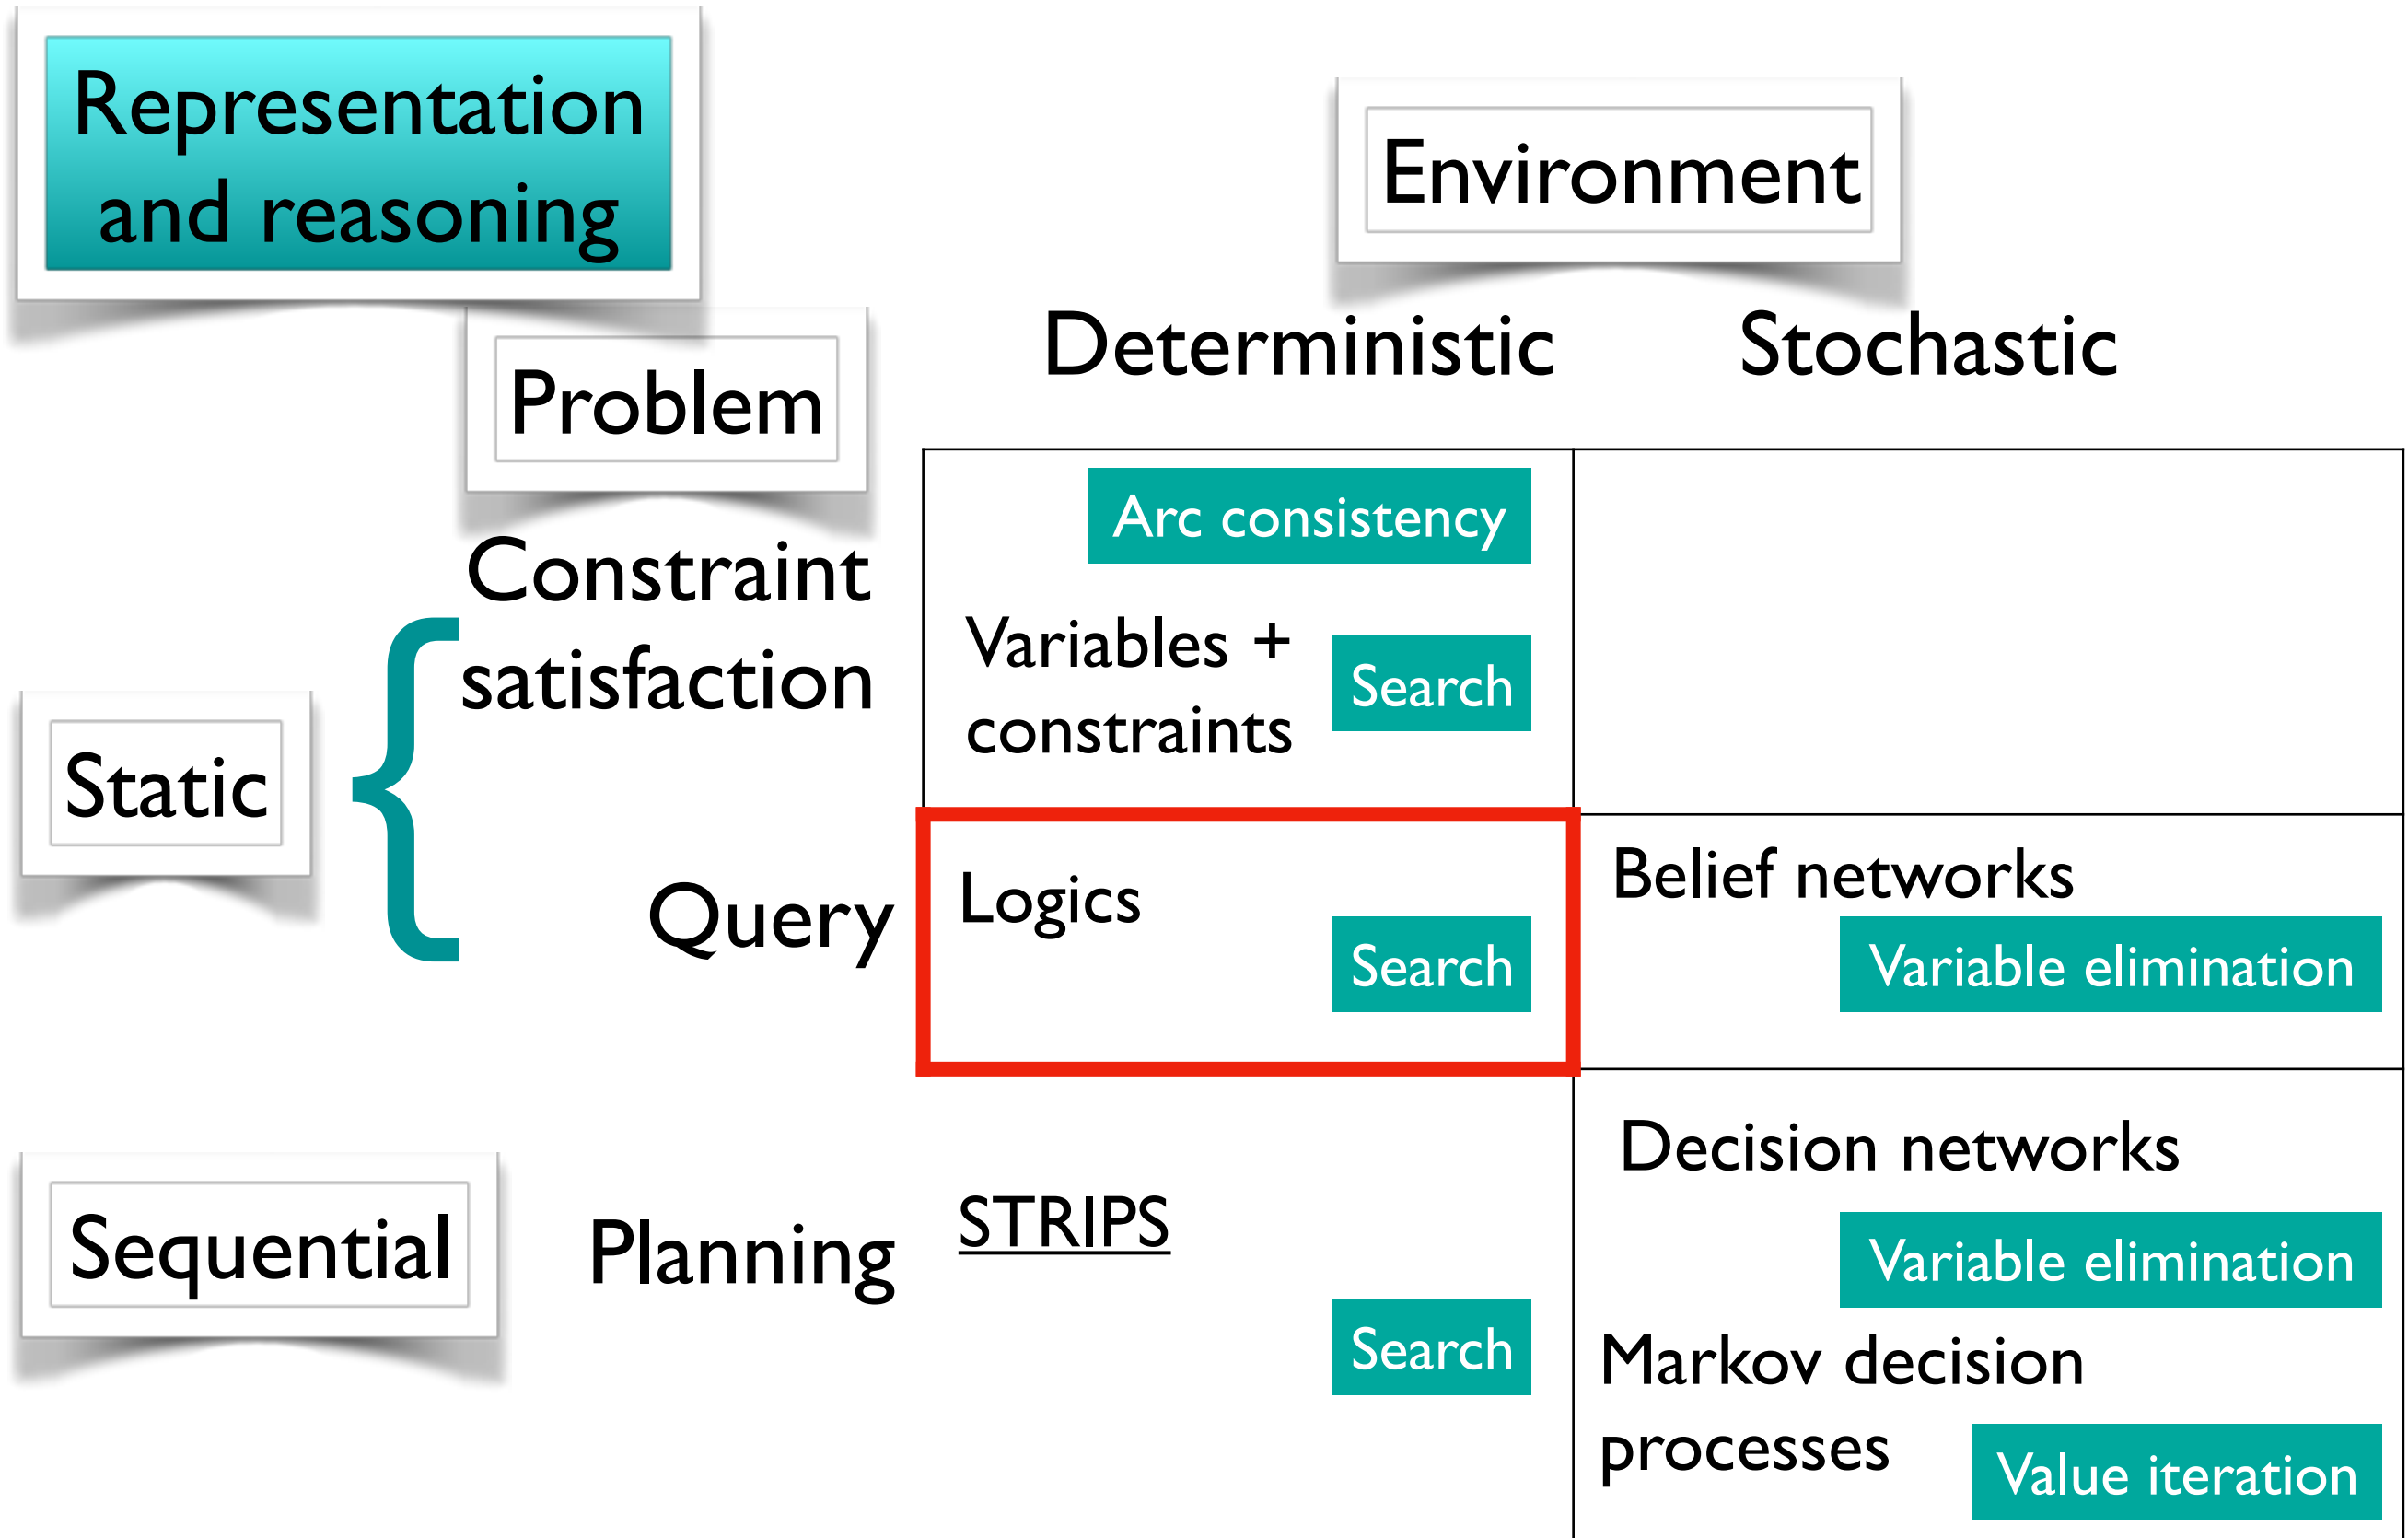 Representation
and reasoning
Environment
Problem
Deterministic
Stochastic
Constraint
satisfaction
Arc consistency
Variables +
constraints
Search
Static
Query
Logics
Search
Belief networks
Variable elimination
Sequential
Planning
STRIPS
Search
Decision networks
Variable elimination
Markov decision
processes
Value iteration